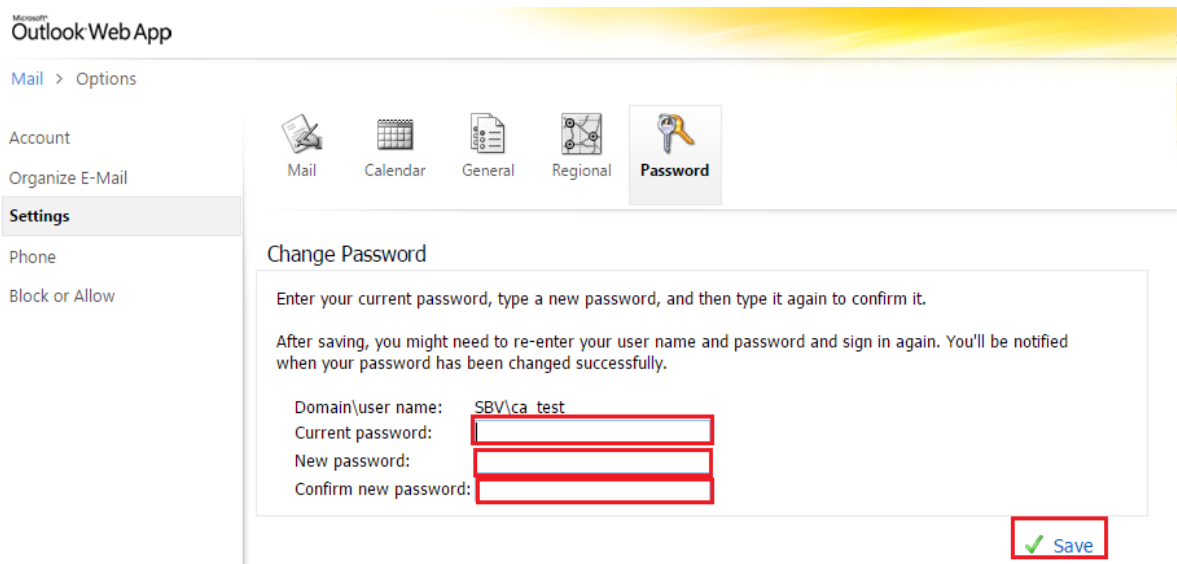 Microsoft®
Outlook Web App
Mail > Options
Account
Organize E-Mail
Settings
Phone
Block or Allow
Mail
Calendar
General
Regional
Password
Change Password
Enter your current password, type a new password, and then type it again to confirm it.
After saving, you might need to re-enter your user name and password and sign in again. You'll be notified
when your password has been changed successfully.
Domain\user name: SBV\ca_test
Current password:
New password:
Confirm new password:
Save